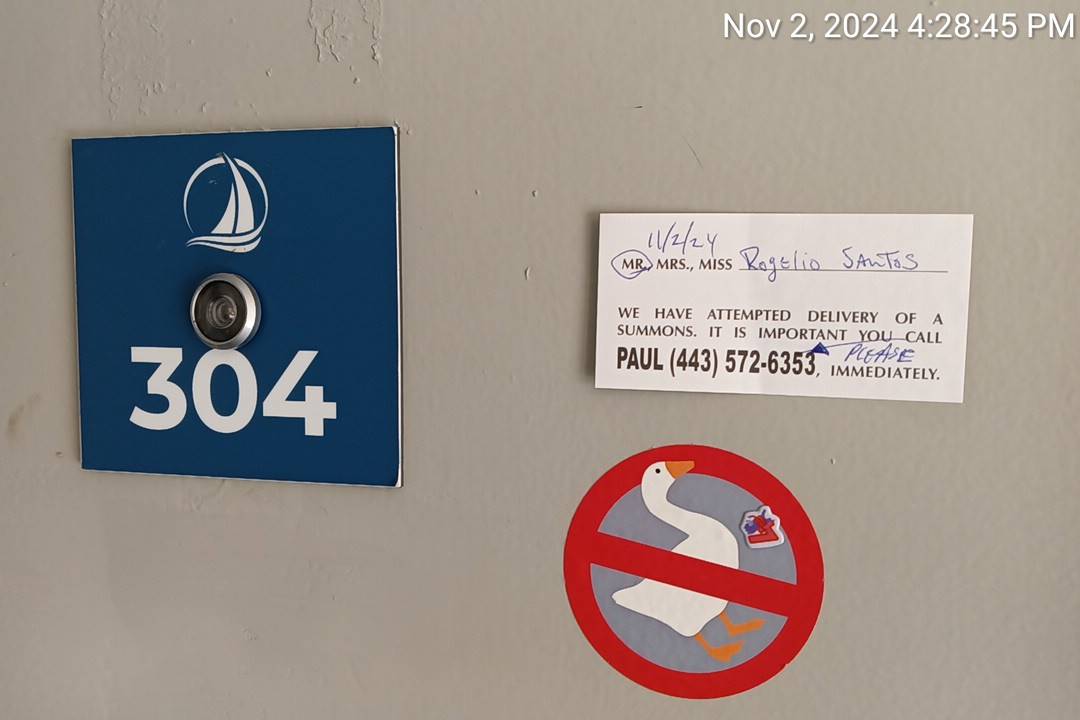 Nov 2, 2024 4:28:45 PM
304
11/2/24
MR., MRS., MISS Rogelio Santos
WE HAVE ATTEMPTED DELIVERY OF A
SUMMONS. IT IS IMPORTANT YOU CALL
PLEASE
PAUL (443) 572-6353, IMMEDIATELY.